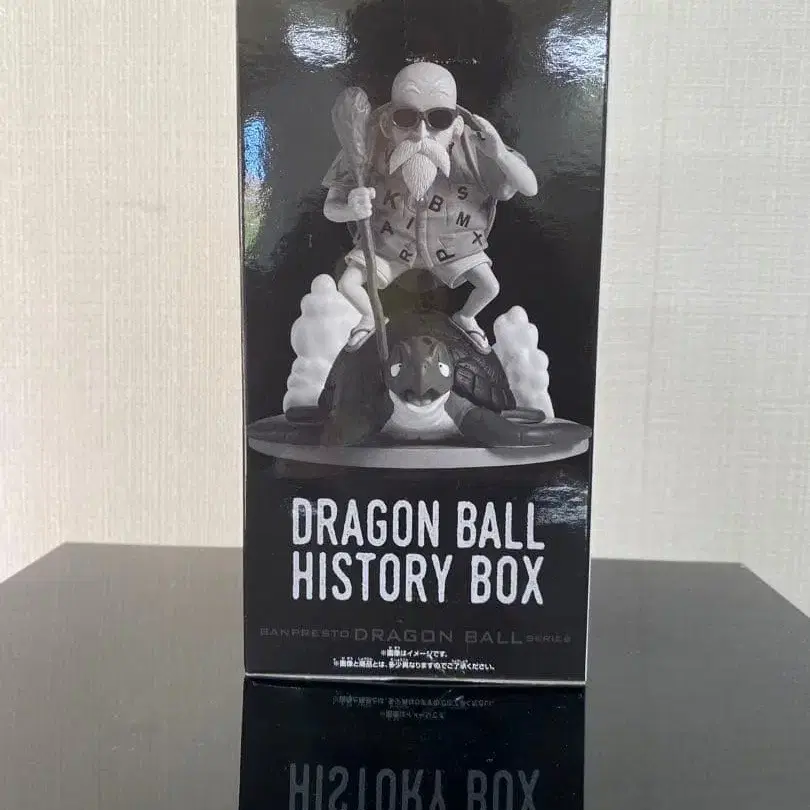 K B S
A I M
R P X
DRAGON BALL
HISTORY BOX
BANPRESTO DRAGON BALL SERIES
※画像はイメージです。
※画像と商品とは、多少異なりますのでご了承ください。
HISTORY BOX